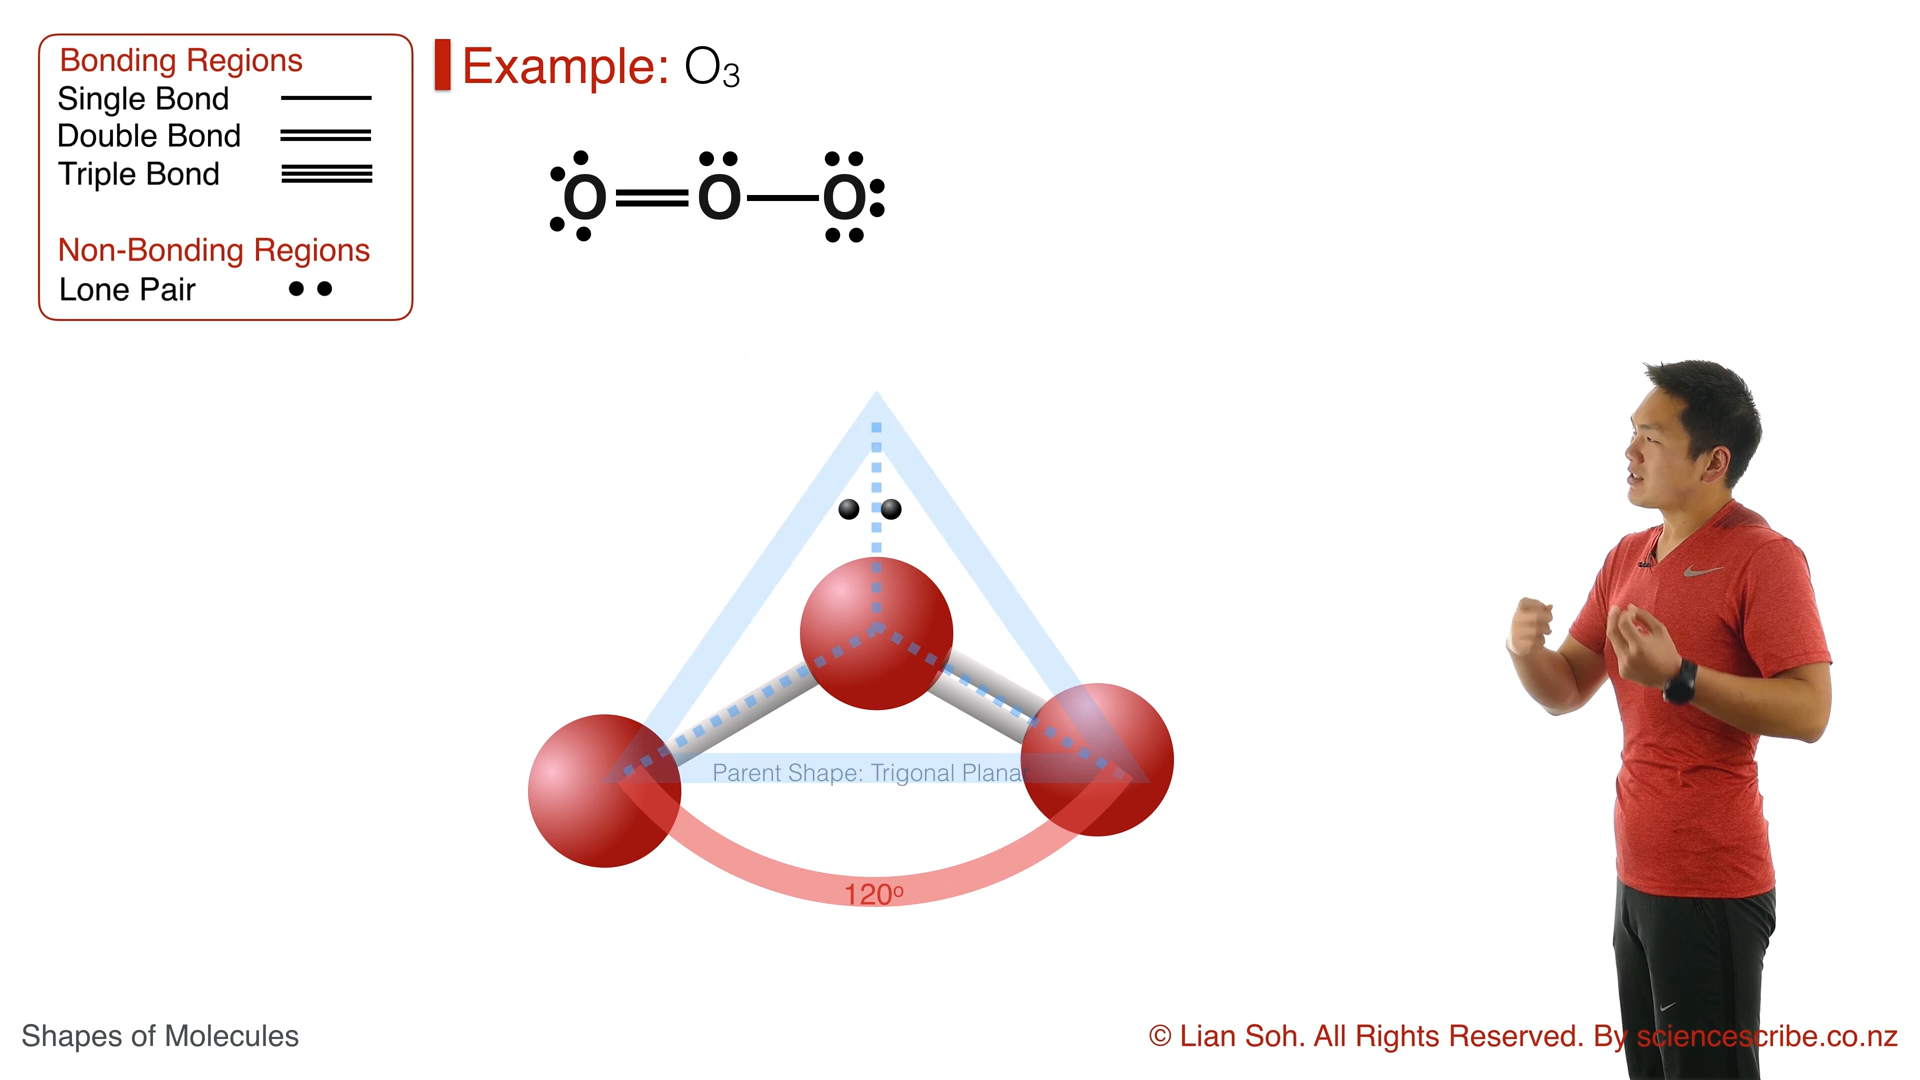 Bonding Regions
Single Bond
Double Bond
Triple Bond
Non-Bonding Regions
Lone Pair
Example: O₃
O O O
Parent Shape: Trigonal Planar
120º
Shapes of Molecules
© Lian Soh. All Rights Reserved. By sciencescribe.co.nz